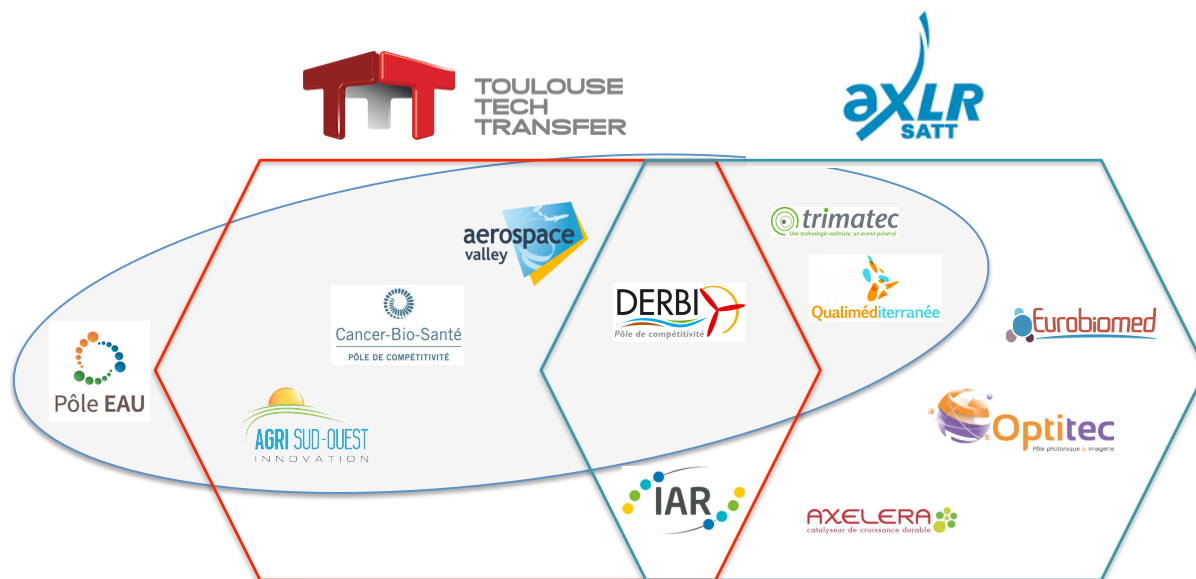 TOULOUSE
TECH
TRANSFER
aXLR
SATT
aerospace
valley
trimatec
Une technologie maîtrisée, un avenir préservé
Cancer-Bio-Santé
PÔLE DE COMPÉTITIVITÉ
DERBI
Pôle de compétitivité
Qualiméditerranée
Eurobiomed
Pôle EAU
AGRI SUD-OUEST
INNOVATION
Optitec
Pôle photonique & imagerie
IAR
AXELERA
catalyseur de croissance durable